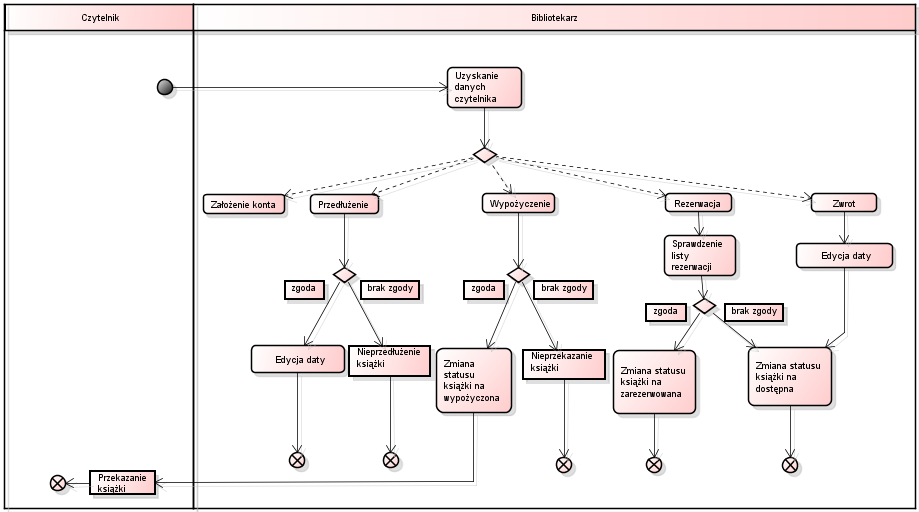 Czytelnik
Bibliotekarz
Uzyskanie
danych
czytelnika
Założenie konta
Przedłużenie
Wypożyczenie
Rezerwacja
Zwrot
Sprawdzenie
listy
rezerwacji
Edycja daty
zgoda
brak zgody
zgoda
brak zgody
zgoda
brak zgody
Edycja daty
Nieprzedłużenie
książki
Zmiana
statusu
książki na
wypożyczona
Nieprzekazanie
książki
Zmiana statusu
książki na
zarezerwowana
Zmiana statusu
książki na
dostępna
Przekazanie
książki